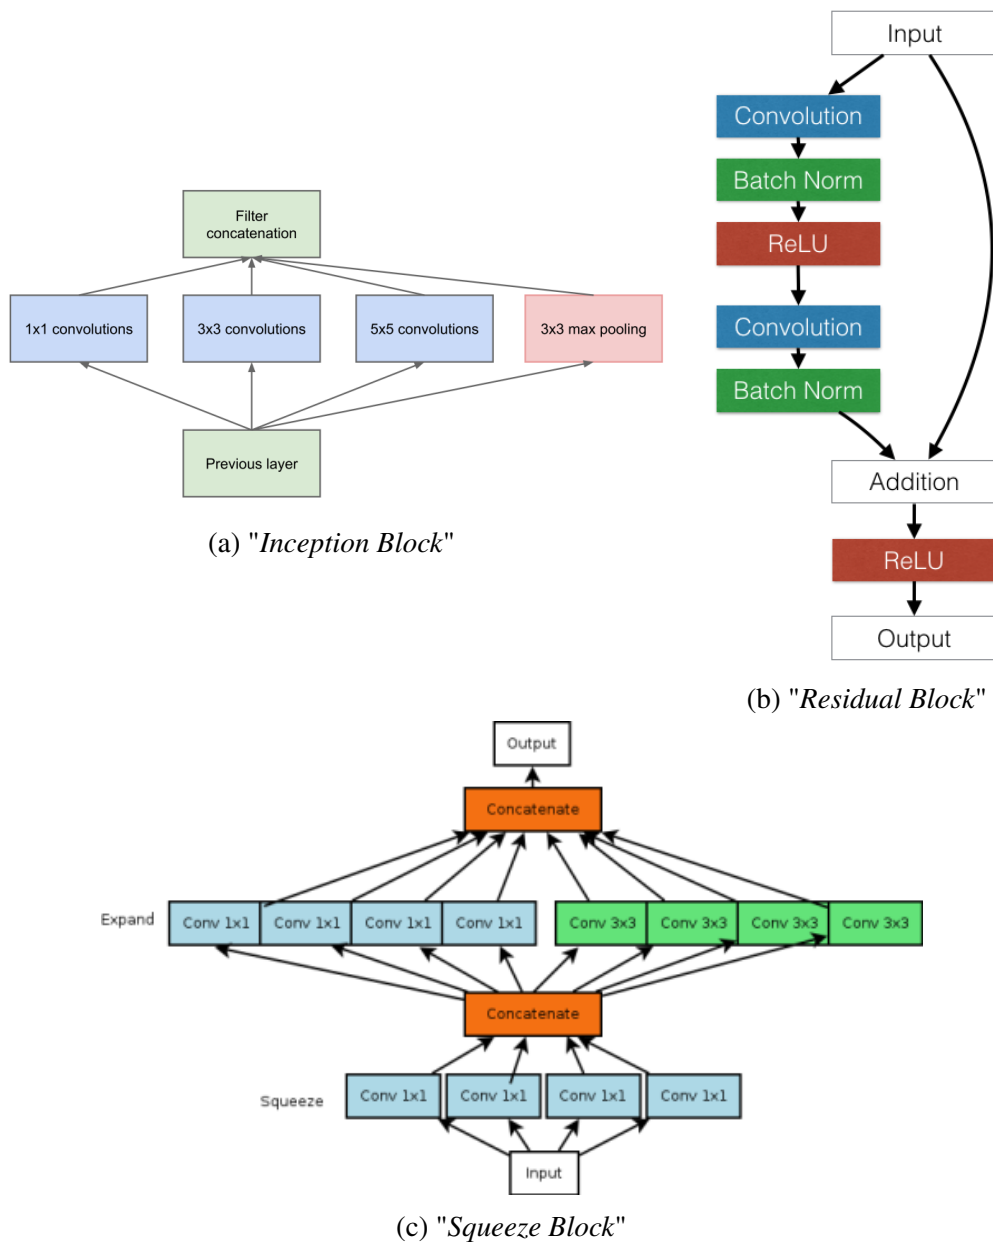 Filter
concatenation
1x1 convolutions
3x3 convolutions
5x5 convolutions
3x3 max pooling
Previous layer
(a) "Inception Block"
Input
Convolution
Batch Norm
ReLU
Convolution
Batch Norm
Addition
ReLU
Output
(b) "Residual Block"
Output
Concatenate
Expand
Conv 1x1
Conv 1x1
Conv 1x1
Conv 1x1
Conv 3x3
Conv 3x3
Conv 3x3
Conv 3x3
Concatenate
Squeeze
Conv 1x1
Conv 1x1
Conv 1x1
Conv 1x1
Input
(c) "Squeeze Block"